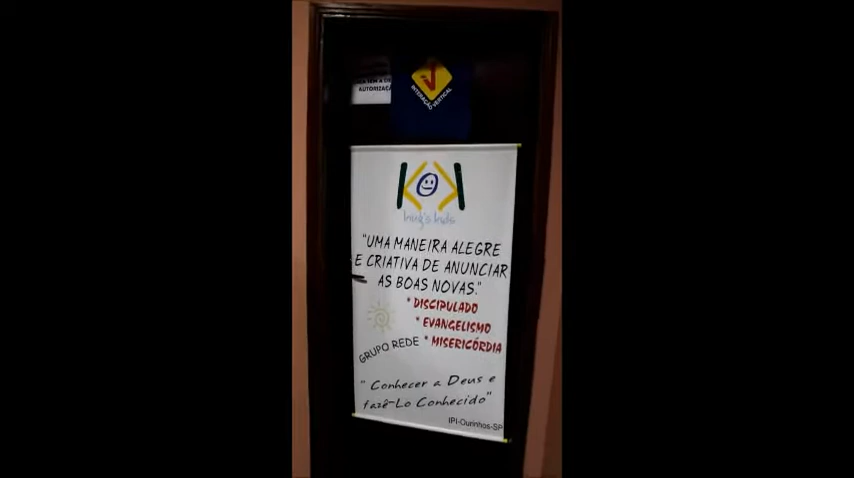 AUTORIZAÇÃ
INTERAÇÃO VERTICAL
king's kids
"UMA MANEIRA ALEGRE
E CRIATIVA DE ANUNCIAR
AS BOAS NOVAS."
* DISCIPULADO
* EVANGELISMO
GRUPO REDE * MISERICÓRDIA
" Conhecer a Deus e
fazê-Lo Conhecido"
IPI-Ourinhos-SP